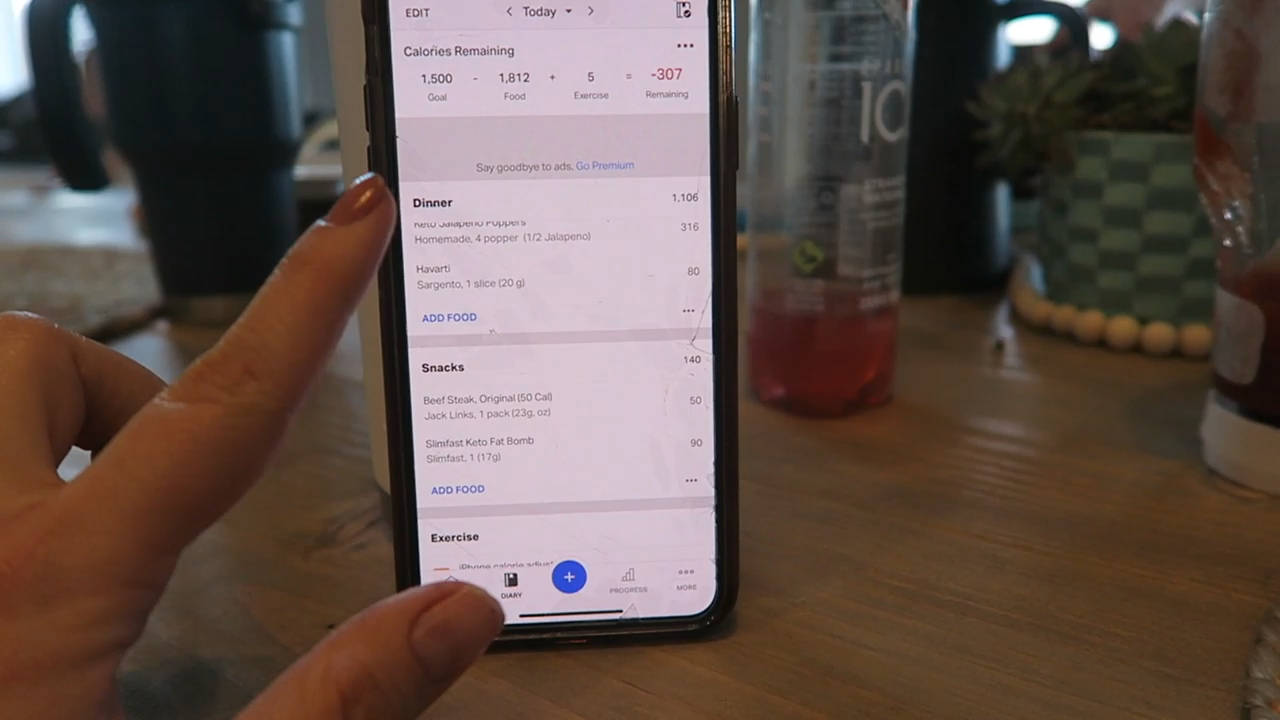 EDIT < Today >
Calories Remaining
1,500 - 1,812 + 5 = -307
Goal Food Exercise Remaining
Say goodbye to ads. Go Premium
Dinner 1,106
Keto Jalapeno Poppers 316
Homemade, 4 popper (1/2 Jalapeno)
Havarti 80
Sargento, 1 slice (20 g)
ADD FOOD
Snacks 140
Beef Steak, Original (50 Cal) 50
Jack Links, 1 pack (23g, oz)
Slimfast Keto Fat Bomb 90
Slimfast, 1 (17g)
ADD FOOD
Exercise
iPhone calorie
DIARY + PROGRESS MORE
10